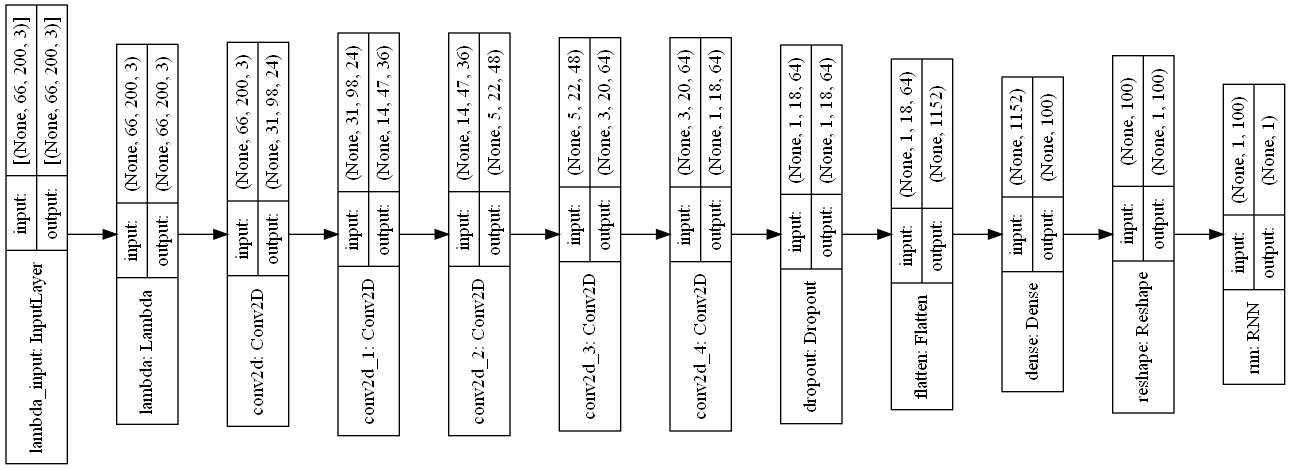 lambda_input: InputLayer
input:
[(None, 66, 200, 3)]
output:
[(None, 66, 200, 3)]
lambda: Lambda
input:
(None, 66, 200, 3)
output:
(None, 66, 200, 3)
conv2d: Conv2D
input:
(None, 66, 200, 3)
output:
(None, 31, 98, 24)
conv2d_1: Conv2D
input:
(None, 31, 98, 24)
output:
(None, 14, 47, 36)
conv2d_2: Conv2D
input:
(None, 14, 47, 36)
output:
(None, 5, 22, 48)
conv2d_3: Conv2D
input:
(None, 5, 22, 48)
output:
(None, 3, 20, 64)
conv2d_4: Conv2D
input:
(None, 3, 20, 64)
output:
(None, 1, 18, 64)
dropout: Dropout
input:
(None, 1, 18, 64)
output:
(None, 1, 18, 64)
flatten: Flatten
input:
(None, 1, 18, 64)
output:
(None, 1152)
dense: Dense
input:
(None, 1152)
output:
(None, 100)
reshape: Reshape
input:
(None, 100)
output:
(None, 1, 100)
rnn: RNN
input:
(None, 1, 100)
output:
(None, 1)